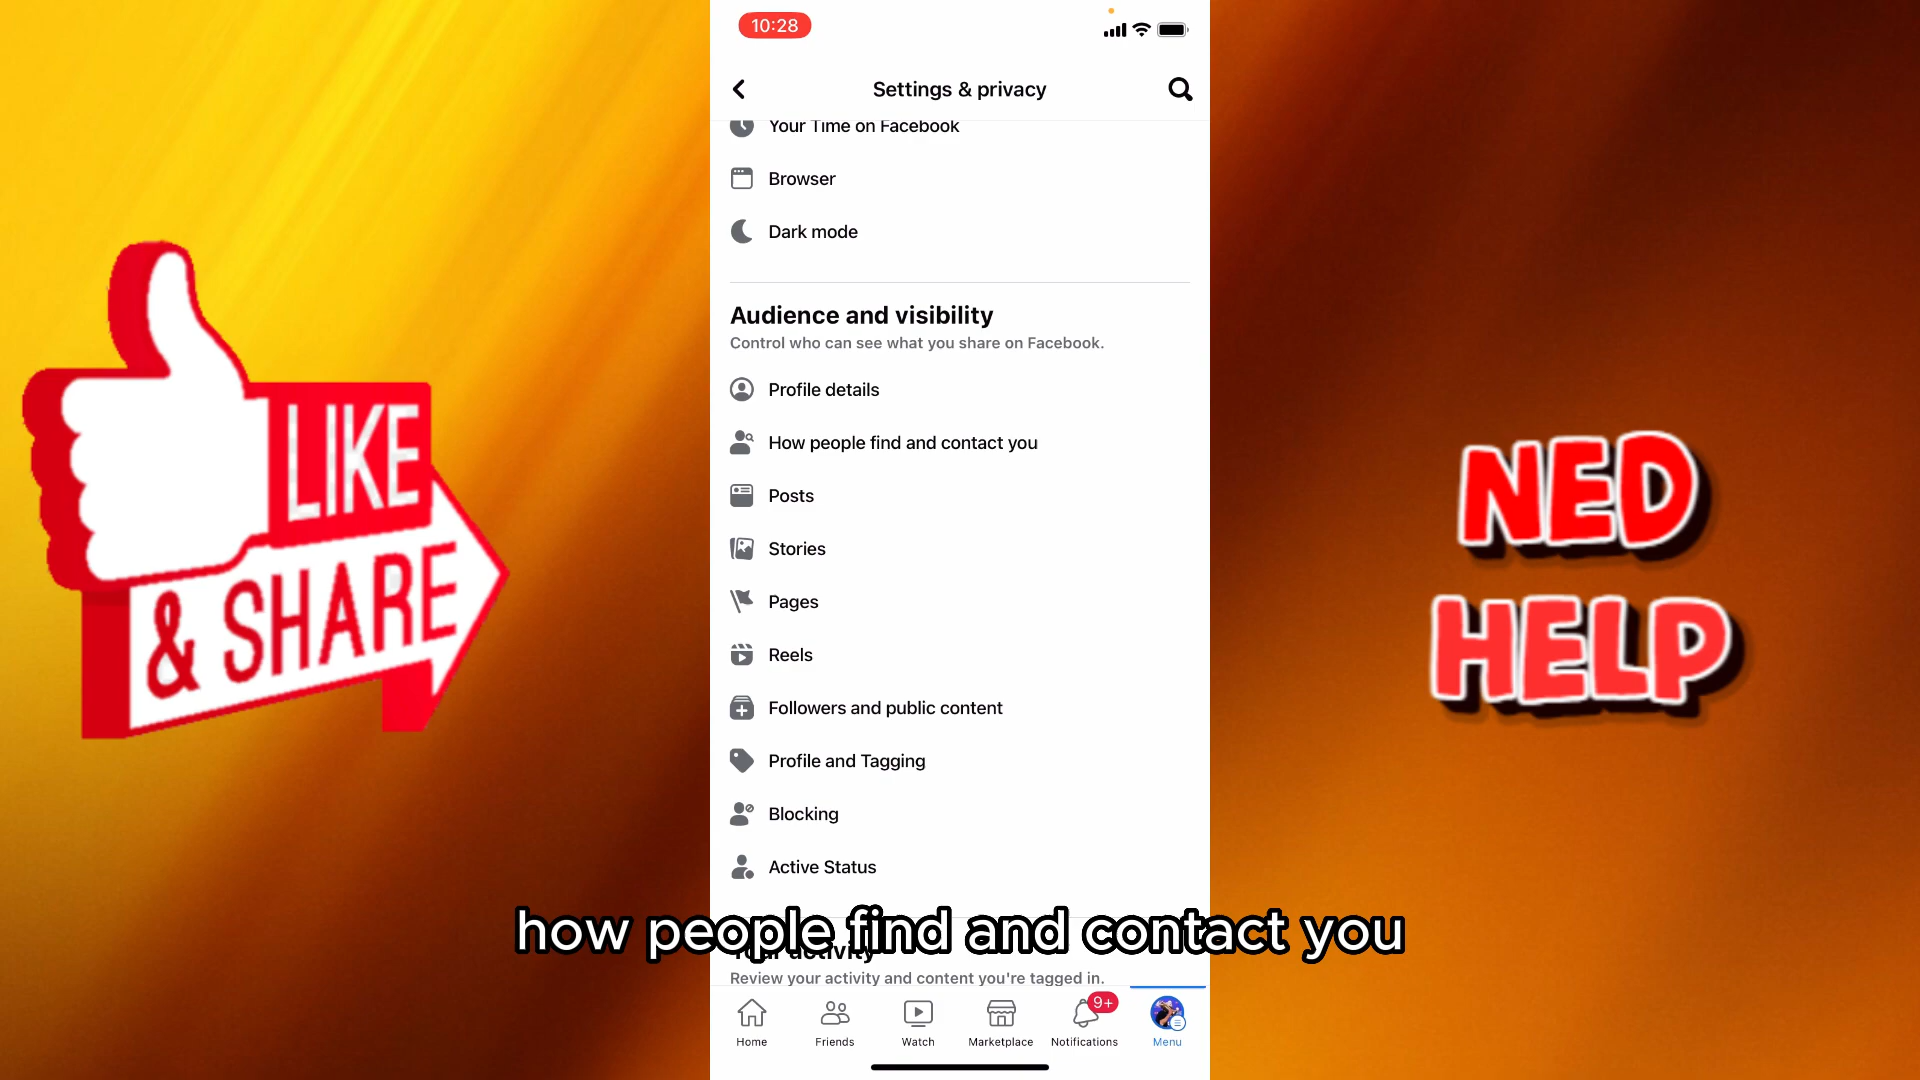 10:28
Settings & privacy
Your Time on Facebook
Browser
Dark mode
Audience and visibility
Control who can see what you share on Facebook.
Profile details
How people find and contact you
Posts
Stories
Pages
Reels
Followers and public content
Profile and Tagging
Blocking
Active Status
Your activity
Review your activity and content you're tagged in.
how people find and contact you
9+
Home
Friends
Watch
Marketplace
Notifications
Menu
LIKE
& SHARE
NED
HELP